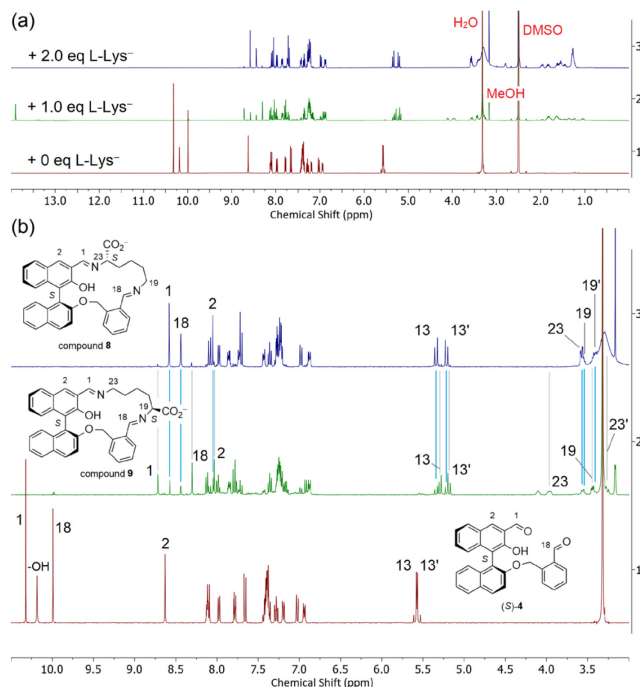 (a)
H₂O
DMSO
+ 2.0 eq L-Lys⁻
3
+ 1.0 eq L-Lys⁻
MeOH
2
+ 0 eq L-Lys⁻
1
13.0 12.0 11.0 10.0 9.0 8.0 7.0 6.0 5.0 4.0 3.0 2.0 1.0
Chemical Shift (ppm)
(b)
2 1 23 S CO₂⁻
N
OH
19
S N
O 18
compound 8
1
18
2
13 13'
23 19 19'
3
2 1 23
N
OH
19
CO₂⁻
S N S
O 18
compound 9
1
18
2
13
13'
23
19
23'
2
1
-OH
18
2
13 13'
2 1
O
OH
18 O
S
O
(S)-4
1
10.0 9.5 9.0 8.5 8.0 7.5 7.0 6.5 6.0 5.5 5.0 4.5 4.0 3.5 3.0
Chemical Shift (ppm)